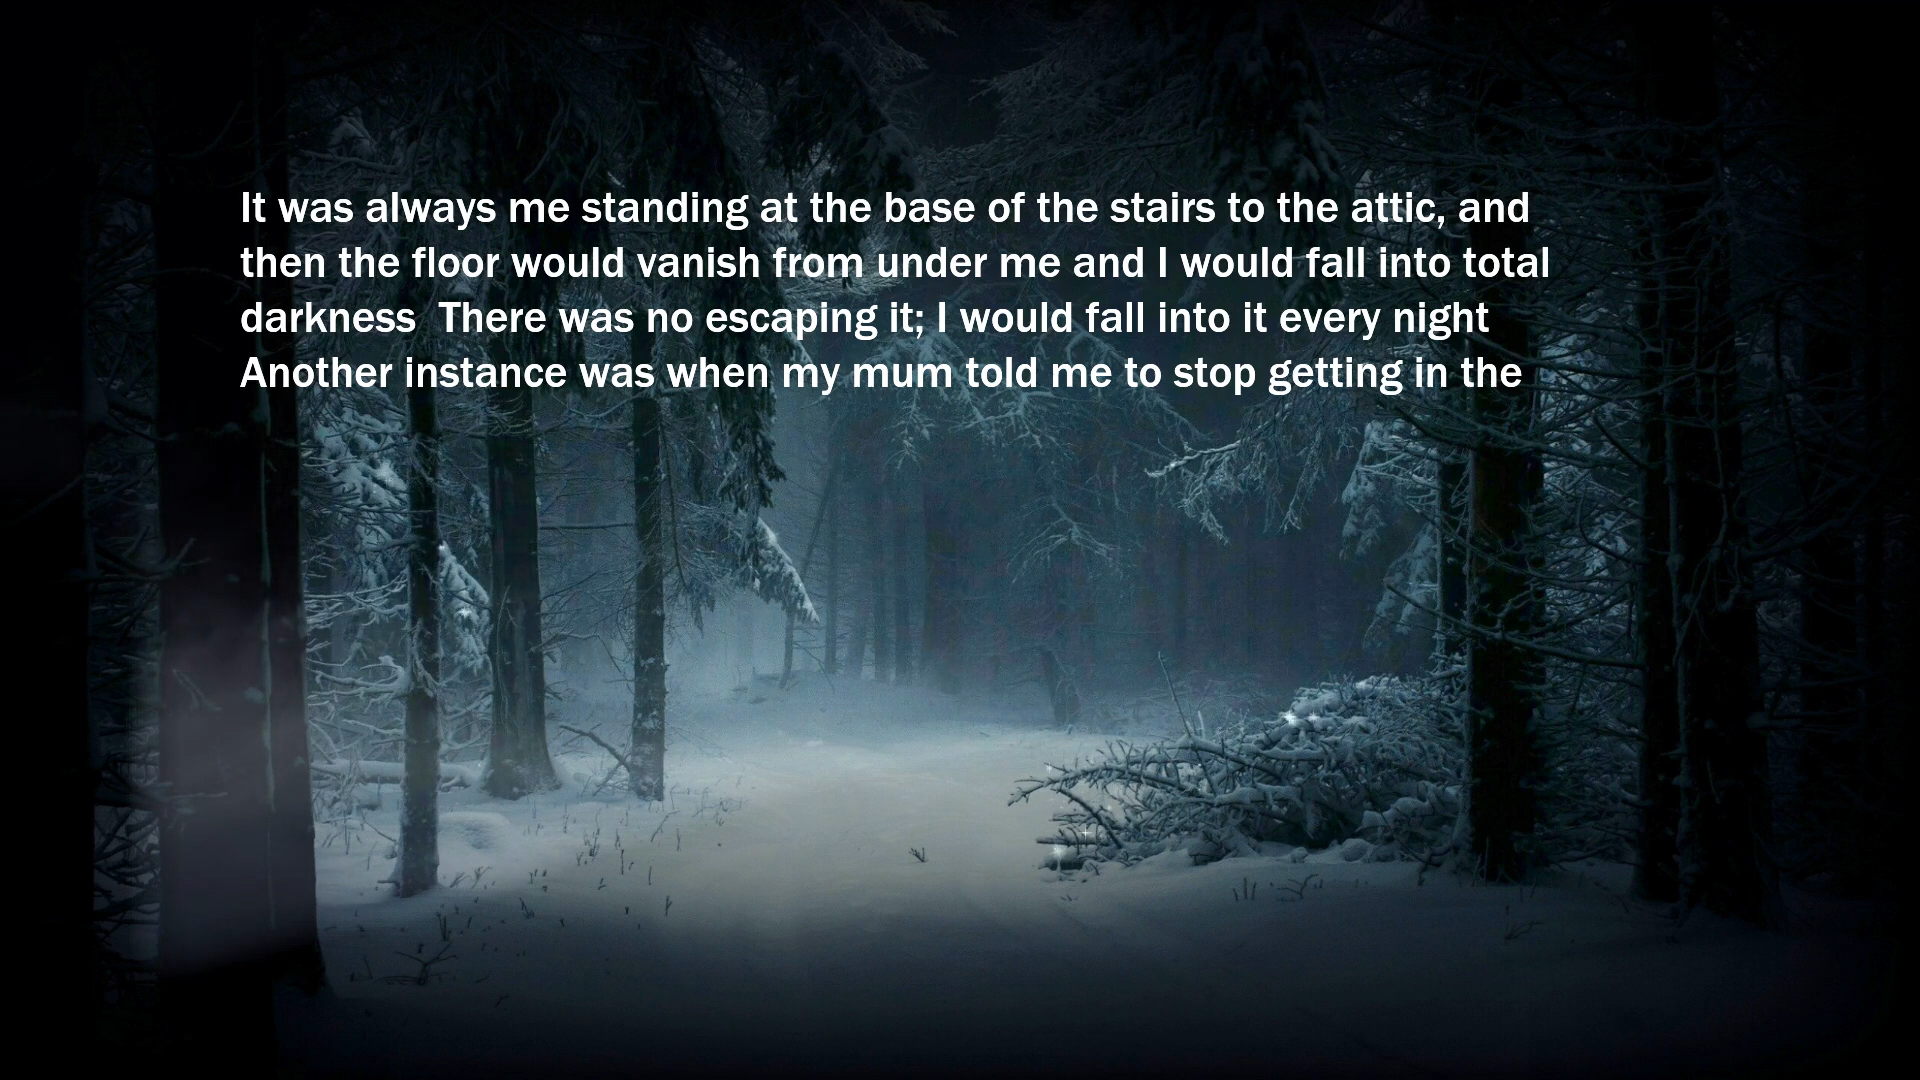 It was always me standing at the base of the stairs to the attic, and
then the floor would vanish from under me and I would fall into total
darkness  There was no escaping it; I would fall into it every night
Another instance was when my mum told me to stop getting in the